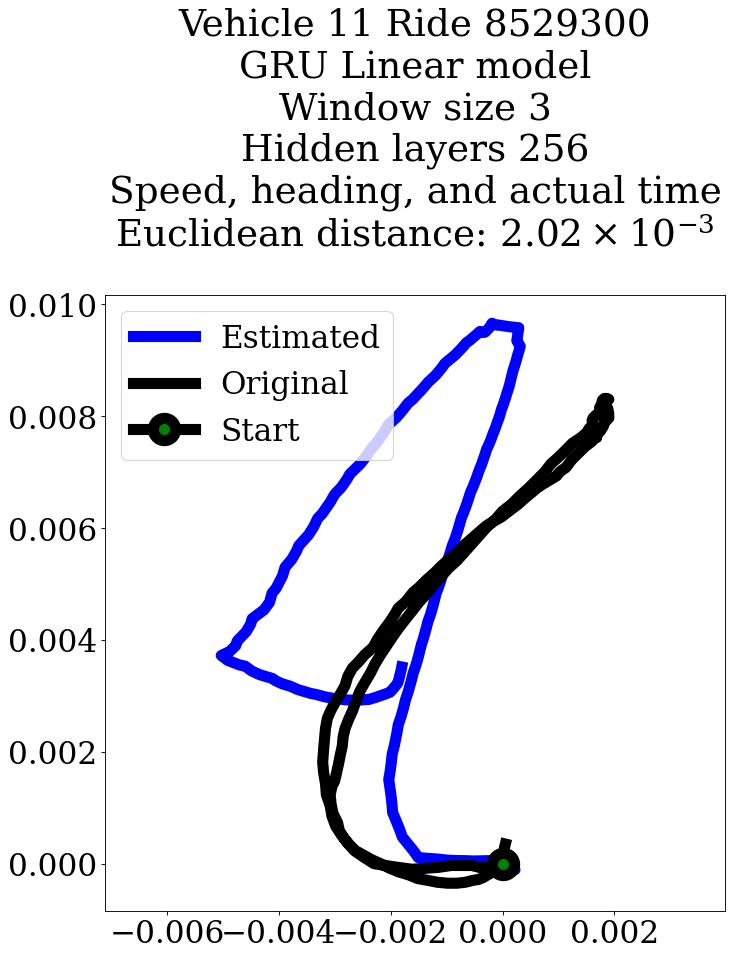 Vehicle 11 Ride 8529300
GRU Linear model
Window size 3
Hidden layers 256
Speed, heading, and actual time
Euclidean distance: 2.02 × 10⁻³
0.010
Estimated
Original
Start
0.008
0.006
0.004
0.002
0.000
−0.006 −0.004 −0.002 0.000 0.002